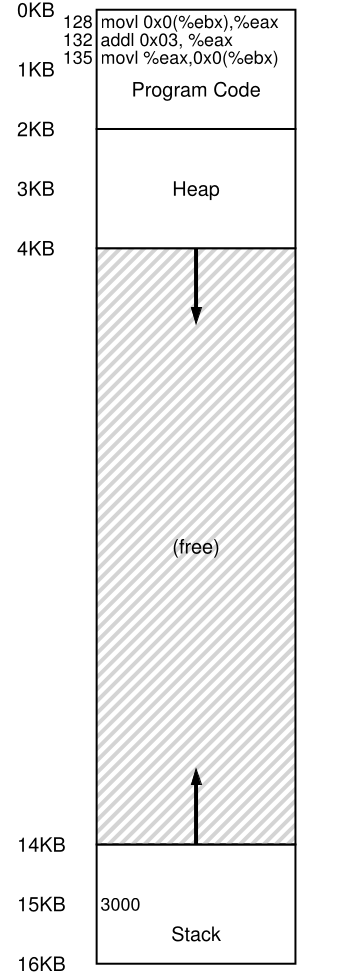 0KB
128 movl 0x0(%ebx),%eax
132 addl 0x03, %eax
135 movl %eax,0x0(%ebx)
1KB
Program Code
2KB
3KB Heap
4KB
(free)
14KB
15KB 3000
Stack
16KB